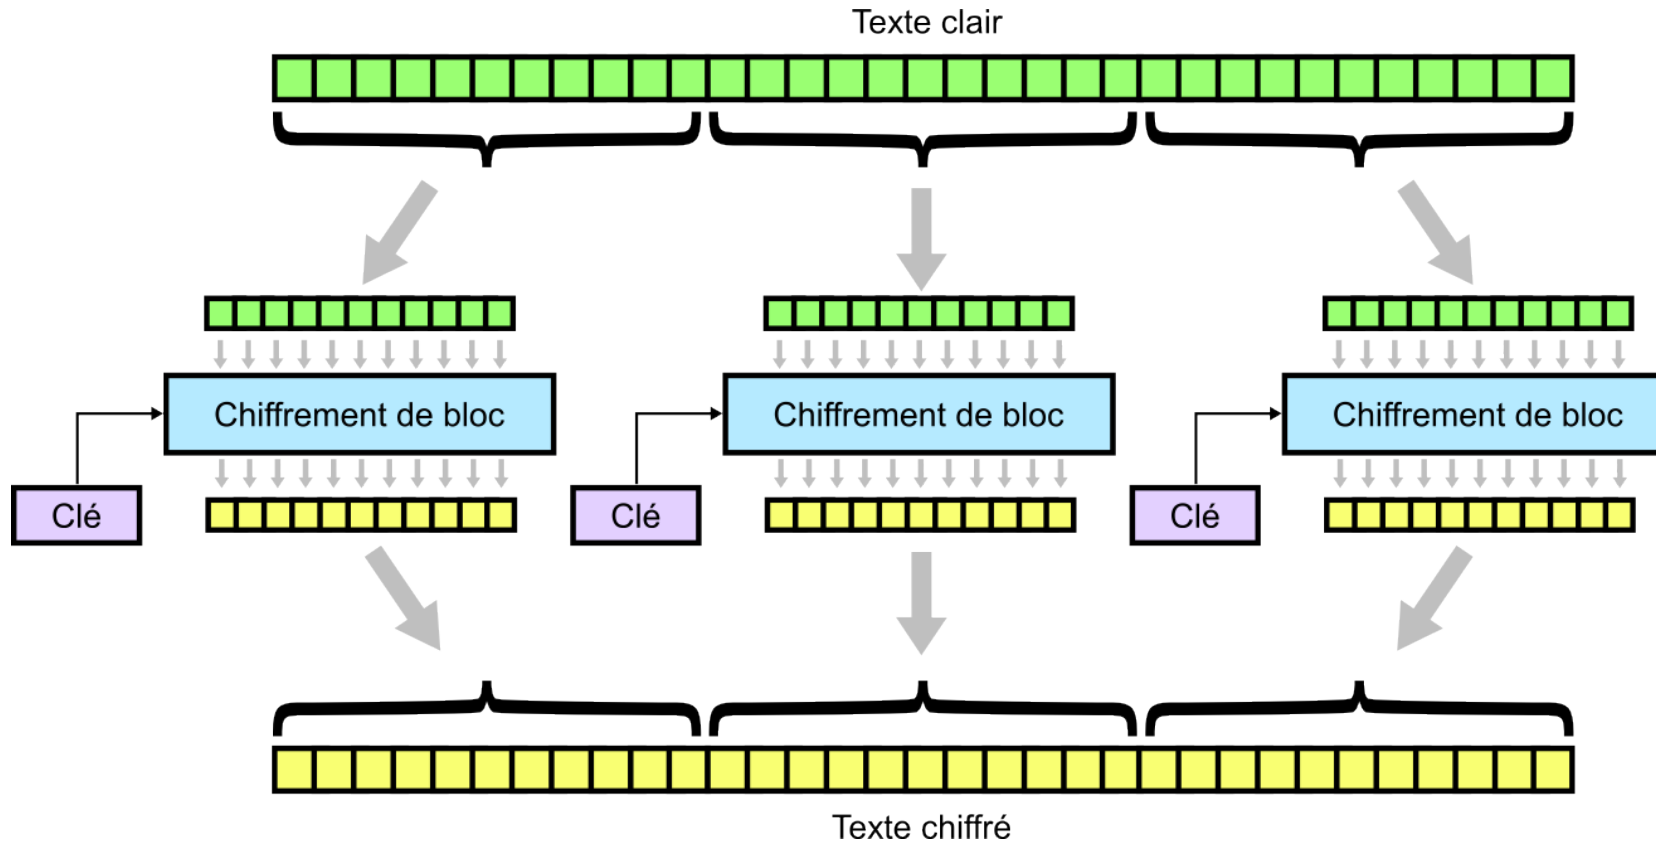 Texte clair
Chiffrement de bloc
Chiffrement de bloc
Chiffrement de bloc
Clé
Clé
Clé
Texte chiffré